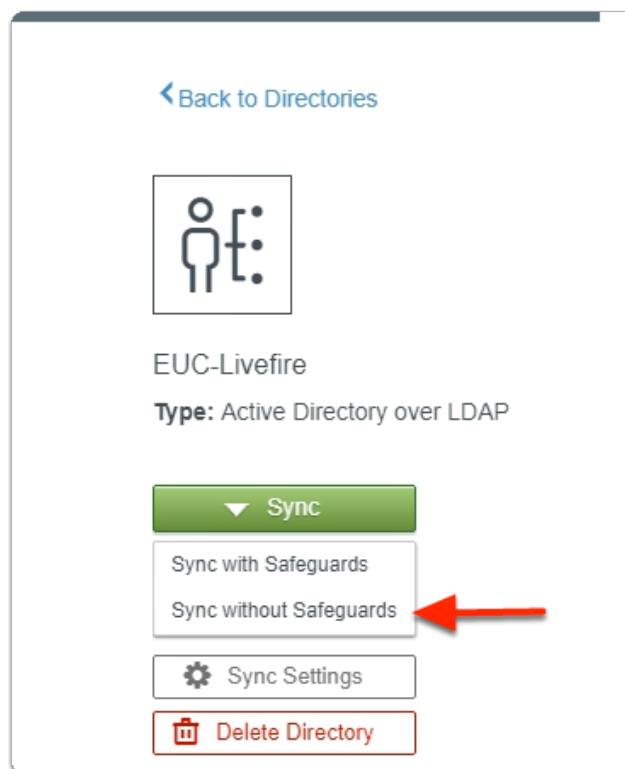 Back to Directories
EUC-Livefire
Type: Active Directory over LDAP
Sync
Sync with Safeguards
Sync without Safeguards
Sync Settings
Delete Directory